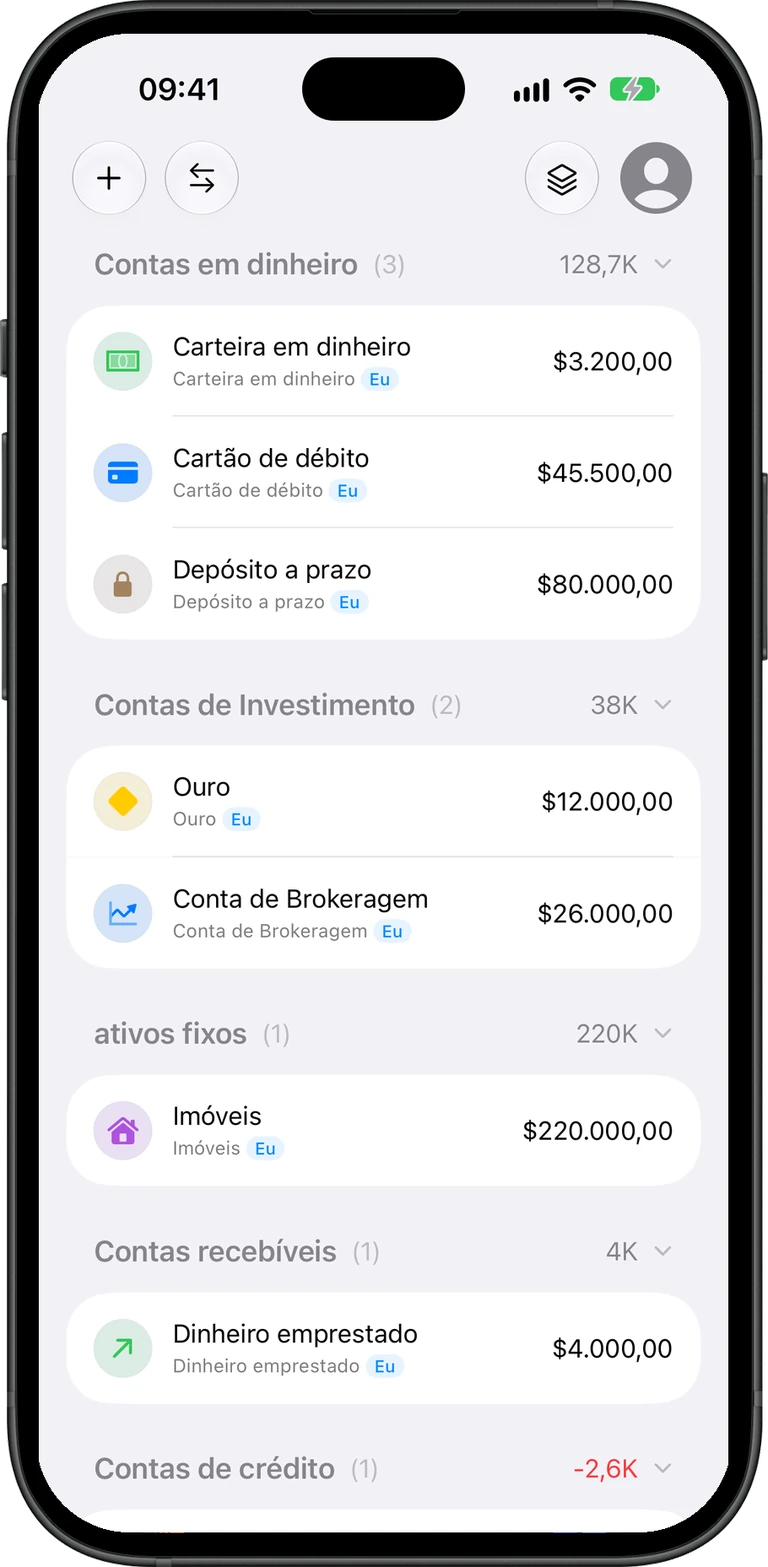 09:41
Contas em dinheiro (3) 128,7K
Carteira em dinheiro
Carteira em dinheiro Eu
$3.200,00
Cartão de débito
Cartão de débito Eu
$45.500,00
Depósito a prazo
Depósito a prazo Eu
$80.000,00
Contas de Investimento (2) 38K
Ouro
Ouro Eu
$12.000,00
Conta de Brokeragem
Conta de Brokeragem Eu
$26.000,00
ativos fixos (1) 220K
Imóveis
Imóveis Eu
$220.000,00
Contas recebíveis (1) 4K
Dinheiro emprestado
Dinheiro emprestado Eu
$4.000,00
Contas de crédito (1) -2,6K